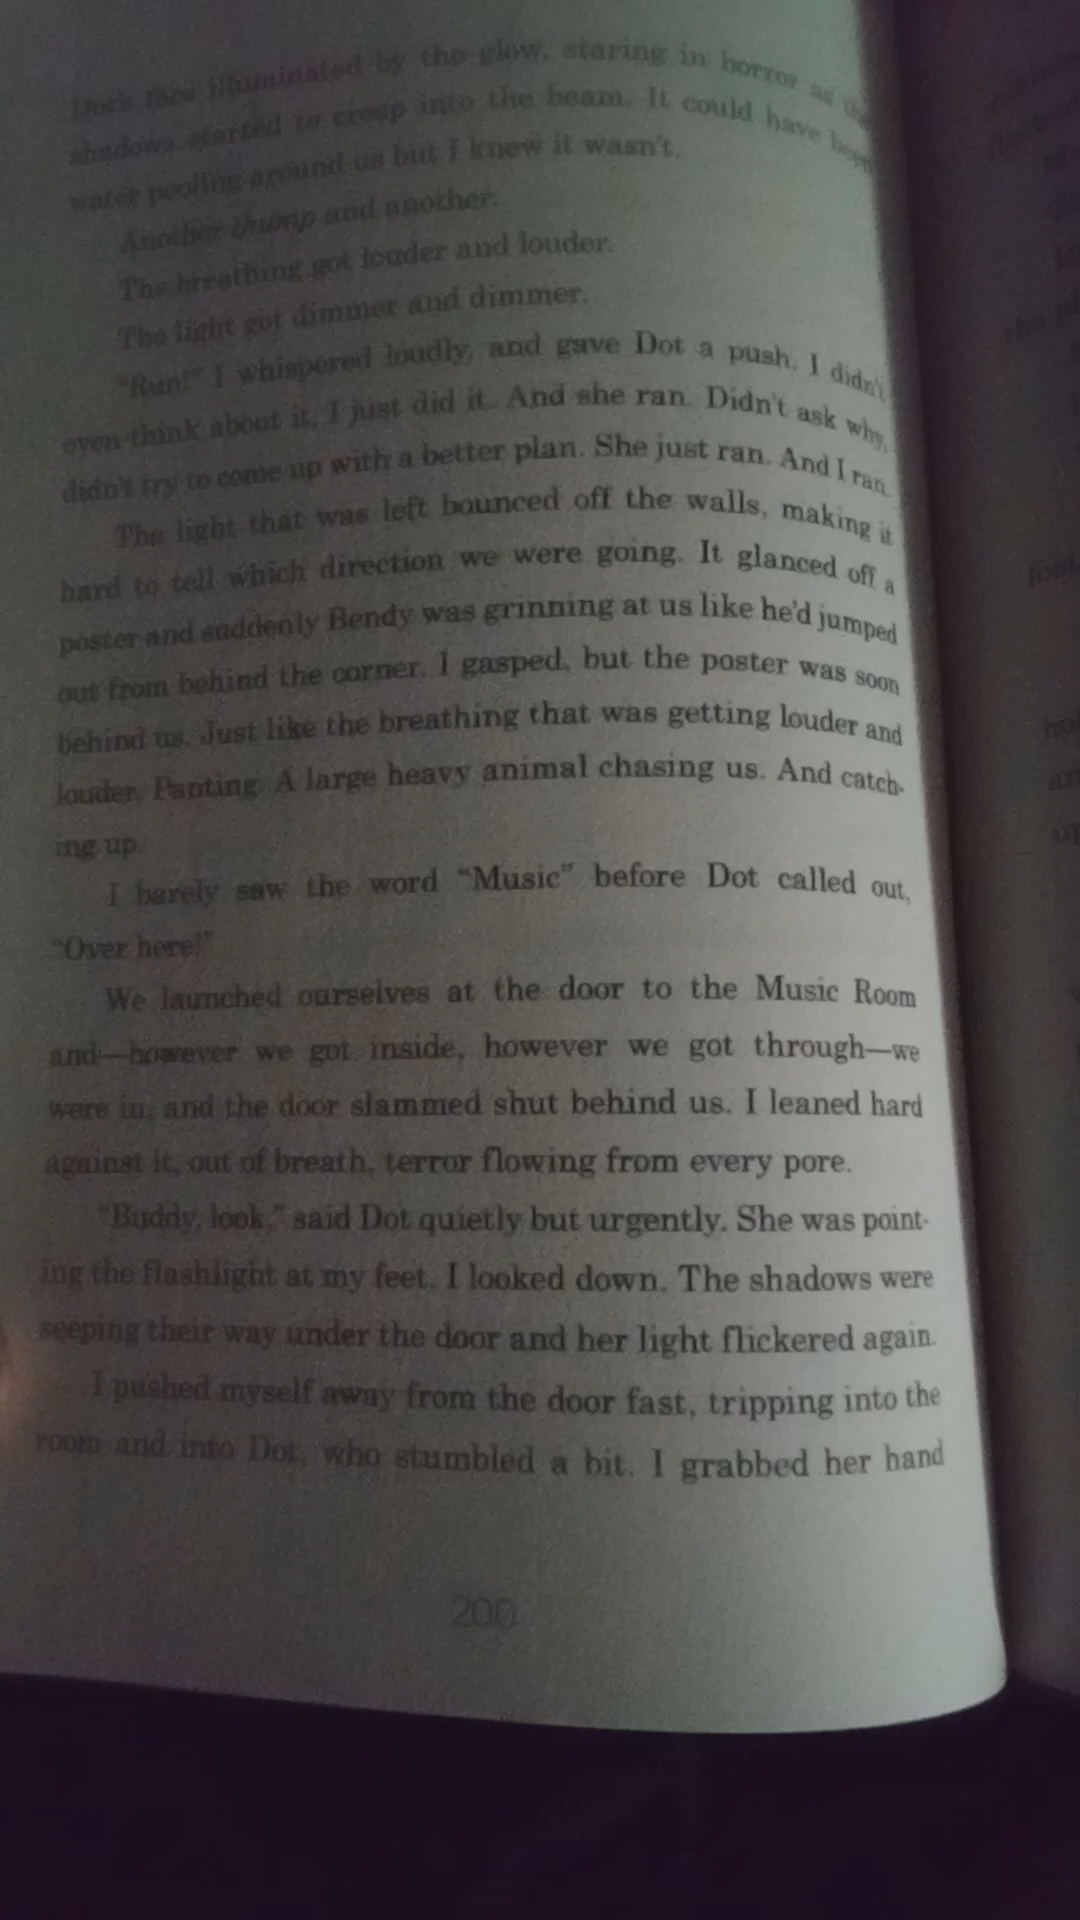 Dot's face illuminated by the glow, staring in horror as the
shadows started to creep into the beam. It could have been
water pooling around us but I knew it wasn't.
Another thump and another.
The breathing got louder and louder.
The light got dimmer and dimmer.
"Run!" I whispered loudly, and gave Dot a push. I didn't
even think about it, I just did it. And she ran. Didn't ask why,
didn't try to come up with a better plan. She just ran. And I ran.
The light that was left bounced off the walls, making it
hard to tell which direction we were going. It glanced off a
poster and suddenly Bendy was grinning at us like he'd jumped
out from behind the corner. I gasped, but the poster was soon
behind us. Just like the breathing that was getting louder and
louder. Panting. A large heavy animal chasing us. And catch-
ing up.
I barely saw the word "Music" before Dot called out,
"Over here!"
We launched ourselves at the door to the Music Room
and—however we got inside, however we got through—we
were in, and the door slammed shut behind us. I leaned hard
against it, out of breath, terror flowing from every pore.
"Buddy, look," said Dot quietly but urgently. She was point-
ing the flashlight at my feet. I looked down. The shadows were
seeping their way under the door and her light flickered again.
I pushed myself away from the door fast, tripping into the
room and into Dot, who stumbled a bit. I grabbed her hand
200